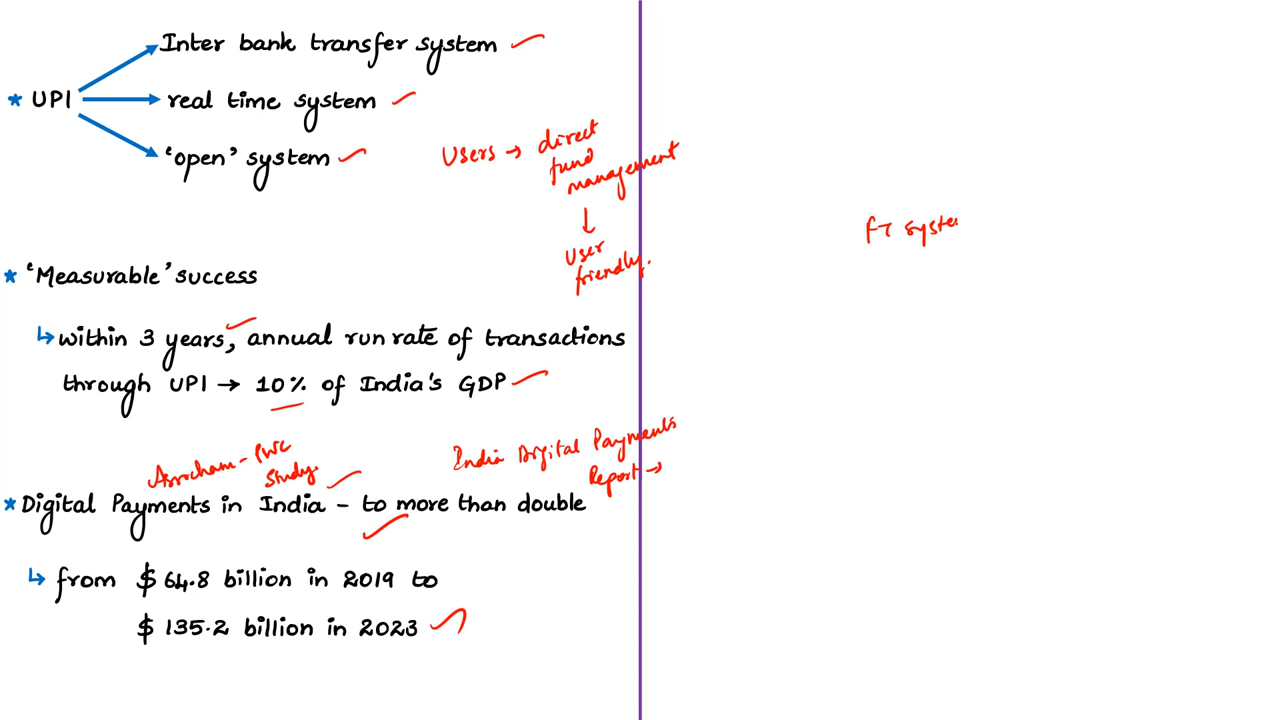 Inter bank transfer system
* UPI
real time system
'open' system
Users → direct
fund
management
↓
User
friendly.
FT syste
* 'Measurable' success
↳ within 3 years, annual run rate of transactions
through UPI → 10% of India's GDP
Assocham - PWC
Study.
India Digital Payments
Report →
* Digital Payments in India - to more than double
↳ from $ 64.8 billion in 2019 to
$ 135.2 billion in 2023